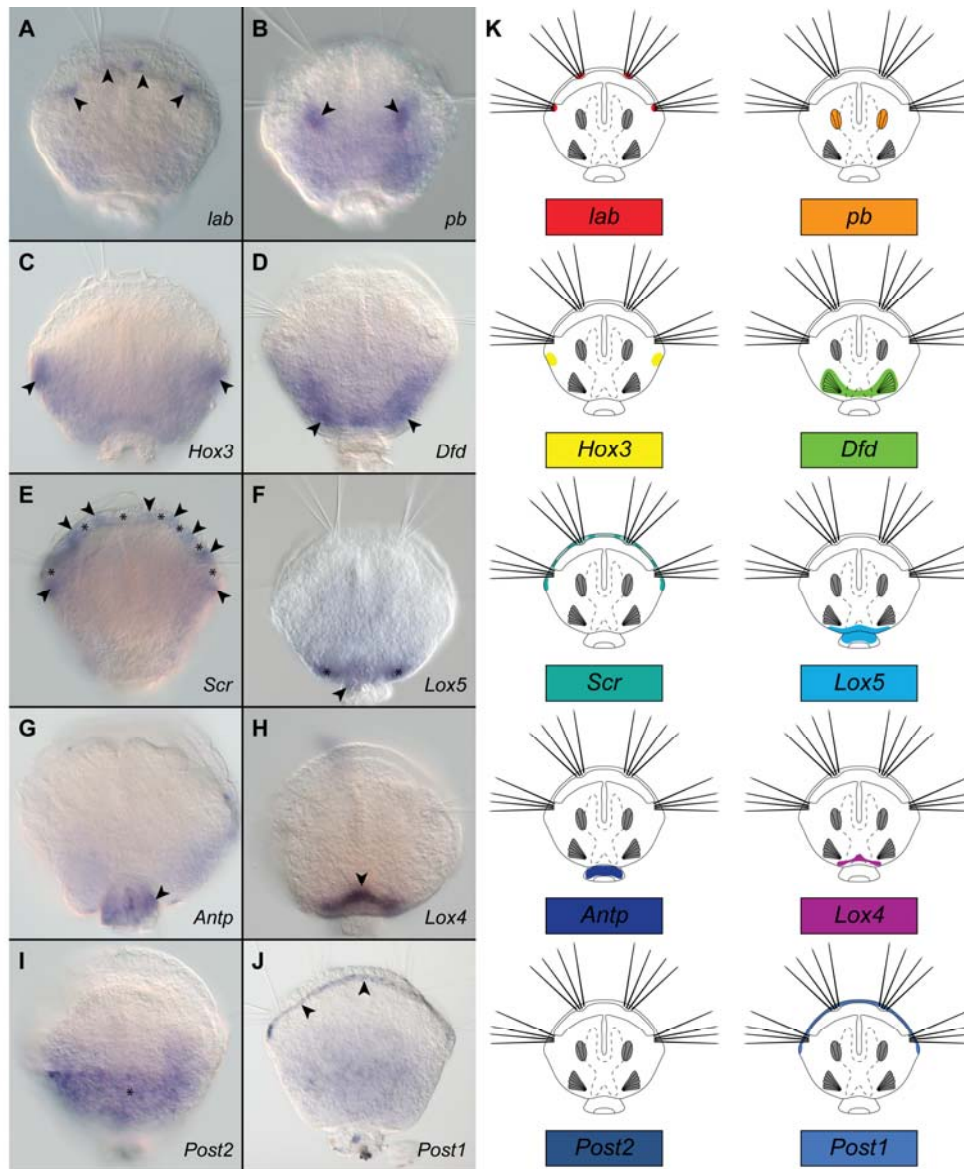 A
lab
B
pb
C
Hox3
D
Dfd
E
Scr
F
Lox5
G
Antp
H
Lox4
I
Post2
J
Post1
K
lab
pb
Hox3
Dfd
Scr
Lox5
Antp
Lox4
Post2
Post1